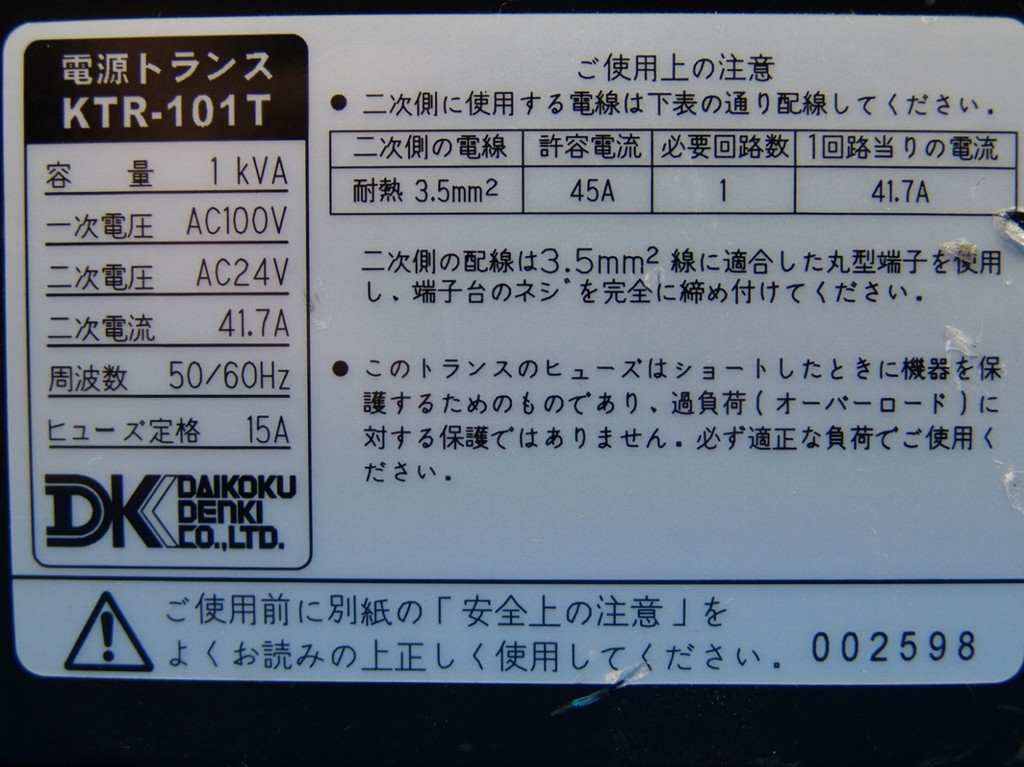 電源トランス
KTR-101T
容　量 1 kVA
一次電圧 AC100V
二次電圧 AC24V
二次電流 41.7A
周波数 50/60Hz
ヒューズ定格 15A
DK DAIKOKU
DENKI
CO.,LTD.
ご使用上の注意
● 二次側に使用する電線は下表の通り配線してください．
二次側の電線 許容電流 必要回路数 1回路当りの電流
耐熱 3.5mm² 45A 1 41.7A
二次側の配線は3.5mm² 線に適合した丸型端子を使用
し、端子台のネジを完全に締め付けてください．
● このトランスのヒューズはショートしたときに機器を保
護するためのものであり、過負荷(オーバーロード)に
対する保護ではありません．必ず適正な負荷でご使用く
ださい．
ご使用前に別紙の「安全上の注意」を
よくお読みの上正しく使用してください． 002598